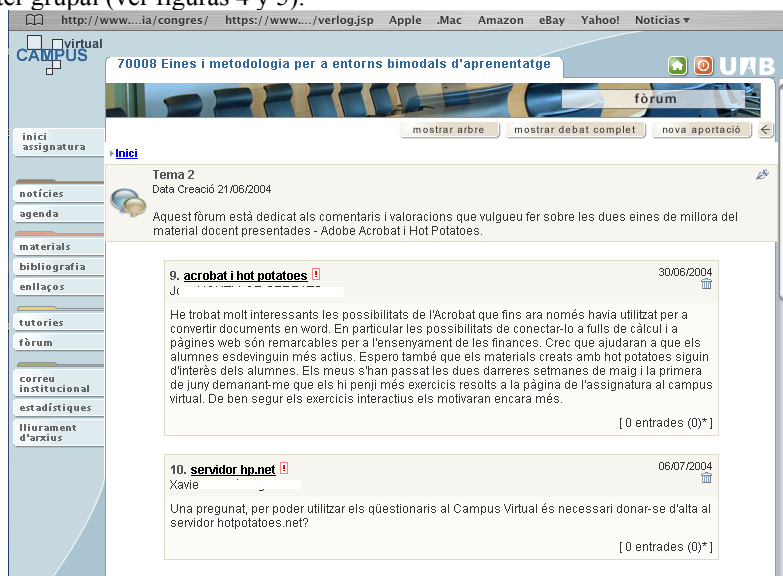 ter grupal (ver figuras 4 y 5).
http://www....ia/congres/ https://www..../verlog.jsp Apple .Mac Amazon eBay Yahoo! Noticias
virtual
CAMPUS
70008 Eines i metodologia per a entorns bimodals d'aprenentatge
UAB
fòrum
mostrar arbre mostrar debat complet nova aportació
inici
assignatura
notícies
agenda
materials
bibliografia
enllaços
tutories
fòrum
correu
institucional
estadístiques
lliurament
d'arxius
Inici
Tema 2
Data Creació 21/06/2004
Aquest fòrum està dedicat als comentaris i valoracions que vulgueu fer sobre les dues eines de millora del
material docent presentades - Adobe Acrobat i Hot Potatoes.
9. acrobat i hot potatoes
30/06/2004
He trobat molt interessants les possibilitats de l'Acrobat que fins ara només havia utilitzat per a
convertir documents en word. En particular les possibilitats de conectar-lo a fulls de càlcul i a
pàgines web són remarcables per a l'ensenyament de les finances. Crec que ajudaran a que els
alumnes esdevinguin més actius. Espero també que els materials creats amb hot potatoes siguin
d'interès dels alumnes. Els meus s'han passat les dues darreres setmanes de maig i la primera
de juny demanant-me que els hi penji més exercicis resolts a la pàgina de l'assignatura al campus
virtual. De ben segur els exercicis interactius els motivaran encara més.
[ 0 entrades (0)* ]
10. servidor hp.net
06/07/2004
Xavie
Una pregunat, per poder utilitzar els qüestionaris al Campus Virtual és necessari donar-se d'alta al
servidor hotpotatoes.net?
[ 0 entrades (0)* ]